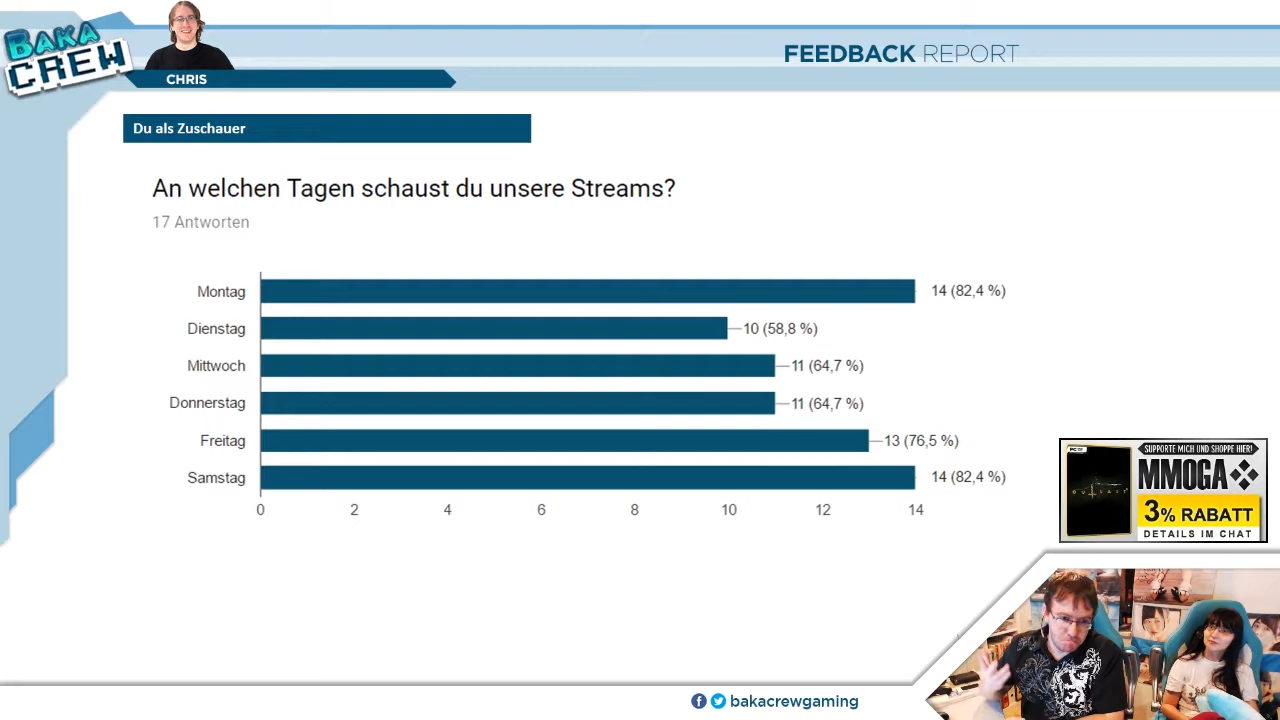 BAKA
CREW
CHRIS
FEEDBACK REPORT
Du als Zuschauer
An welchen Tagen schaust du unsere Streams?
17 Antworten
Montag 14 (82,4 %)
Dienstag 10 (58,8 %)
Mittwoch 11 (64,7 %)
Donnerstag 11 (64,7 %)
Freitag 13 (76,5 %)
Samstag 14 (82,4 %)
0 2 4 6 8 10 12 14
SUPPORTE MICH UND SHOPPE HIER!
PC
OUTCAST
MMOGA
3% RABATT
DETAILS IM CHAT
bakacrewgaming